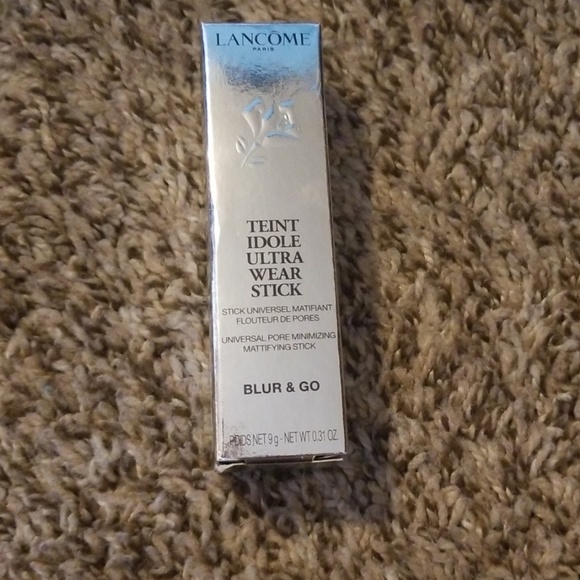 LANCÔME
PARIS
TEINT
IDOLE
ULTRA
WEAR
STICK
STICK UNIVERSEL MATIFIANT
FLOUTEUR DE PORES
UNIVERSAL PORE MINIMIZING
MATTIFYING STICK
BLUR & GO
POIDS NET 9 g - NET WT 0.31 OZ.